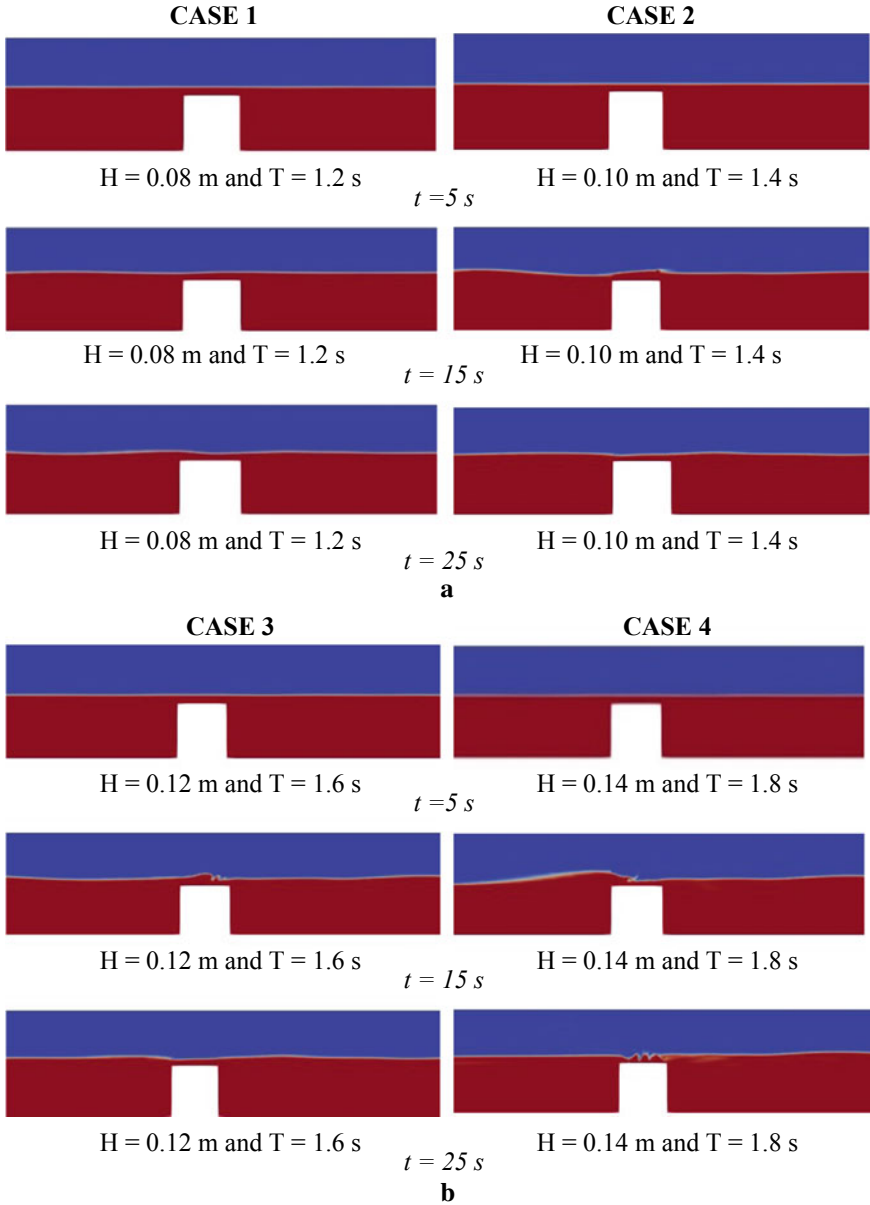 CASE 1 CASE 2
H = 0.08 m and T = 1.2 s H = 0.10 m and T = 1.4 s
t =5 s
H = 0.08 m and T = 1.2 s H = 0.10 m and T = 1.4 s
t = 15 s
H = 0.08 m and T = 1.2 s H = 0.10 m and T = 1.4 s
t = 25 s
a
CASE 3 CASE 4
H = 0.12 m and T = 1.6 s H = 0.14 m and T = 1.8 s
t =5 s
H = 0.12 m and T = 1.6 s H = 0.14 m and T = 1.8 s
t = 15 s
H = 0.12 m and T = 1.6 s H = 0.14 m and T = 1.8 s
t = 25 s
b